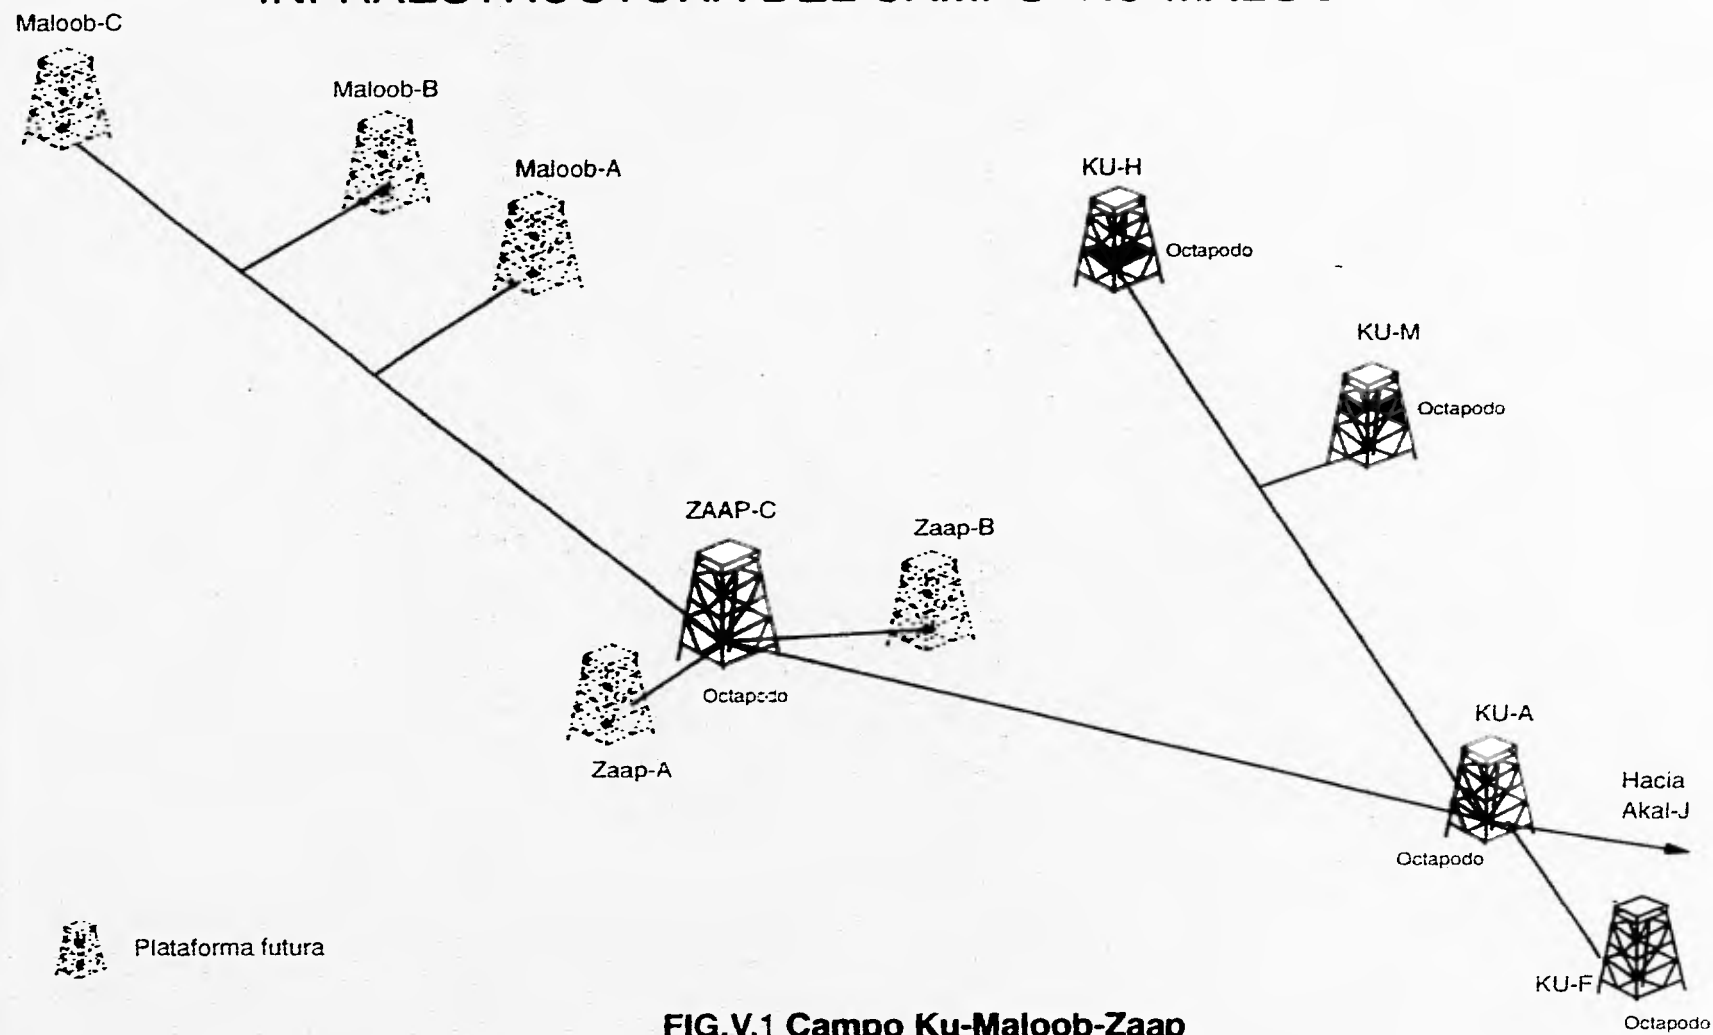 Maloob-C
Maloob-B
Maloob-A
KU-H
Octapodo
KU-M
Octapodo
ZAAP-C
Zaap-B
Octapodo
Zaap-A
KU-A
Hacia
Akal-J
Octapodo
Plataforma futura
KU-F
Octapodo
FIG.V.1 Campo Ku-Maloob-Zaap